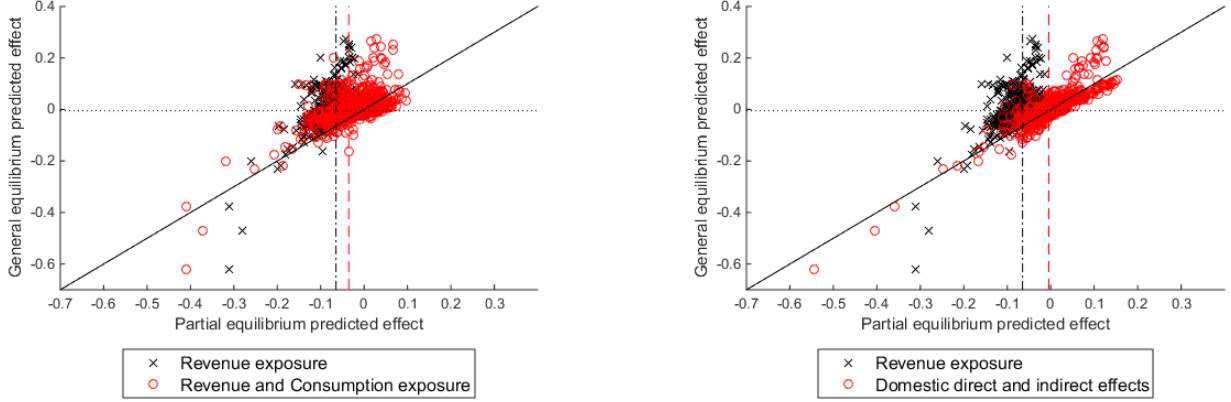 General equilibrium predicted effect
0.4
0.2
0
-0.2
-0.4
-0.6
-0.7 -0.6 -0.5 -0.4 -0.3 -0.2 -0.1 0 0.1 0.2 0.3
Partial equilibrium predicted effect
Revenue exposure
Revenue and Consumption exposure
General equilibrium predicted effect
0.4
0.2
0
-0.2
-0.4
-0.6
-0.7 -0.6 -0.5 -0.4 -0.3 -0.2 -0.1 0 0.1 0.2 0.3
Partial equilibrium predicted effect
Revenue exposure
Domestic direct and indirect effects